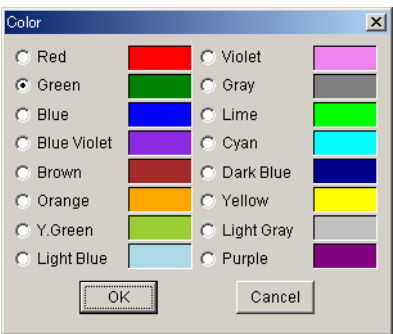 Color
Red
Green
Blue
Blue Violet
Brown
Orange
Y.Green
Light Blue
Violet
Gray
Lime
Cyan
Dark Blue
Yellow
Light Gray
Purple
OK
Cancel